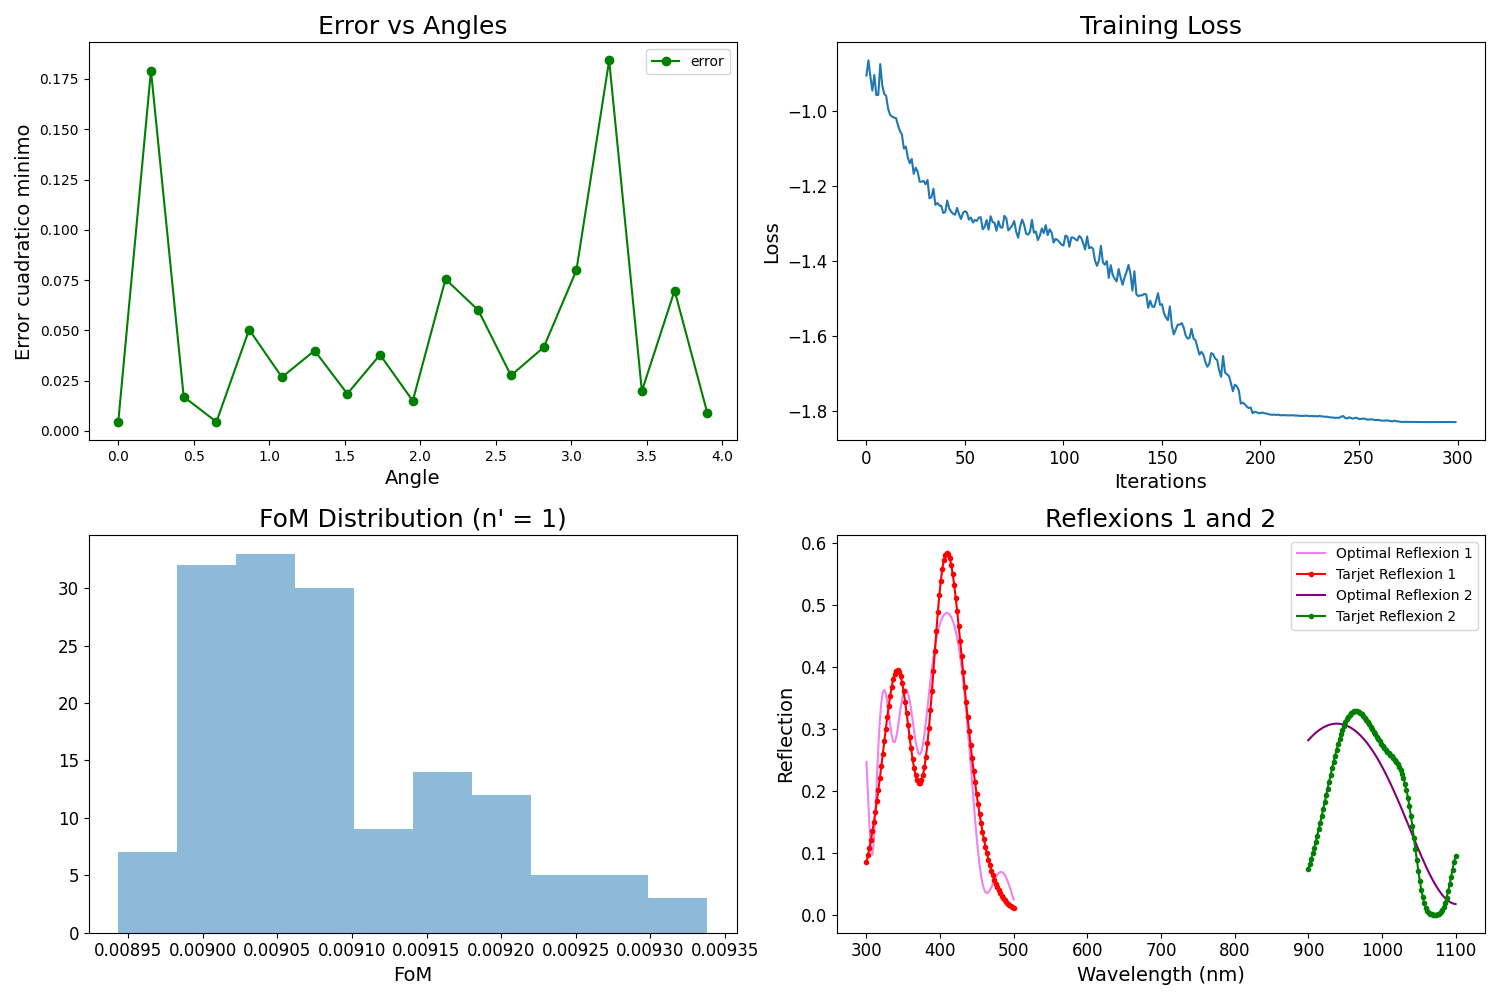 Error vs Angles
error
0.175
0.150
0.125
0.100
0.075
0.050
0.025
0.000
Error cuadratico minimo
0.0 0.5 1.0 1.5 2.0 2.5 3.0 3.5 4.0
Angle
Training Loss
−1.0
−1.2
−1.4
−1.6
−1.8
Loss
0 50 100 150 200 250 300
Iterations
FoM Distribution (n' = 1)
30
25
20
15
10
5
0
0.00895 0.00900 0.00905 0.00910 0.00915 0.00920 0.00925 0.00930 0.00935
FoM
Reflexions 1 and 2
Optimal Reflexion 1
Tarjet Reflexion 1
Optimal Reflexion 2
Tarjet Reflexion 2
0.6
0.5
0.4
0.3
0.2
0.1
0.0
Reflection
300 400 500 600 700 800 900 1000 1100
Wavelength (nm)